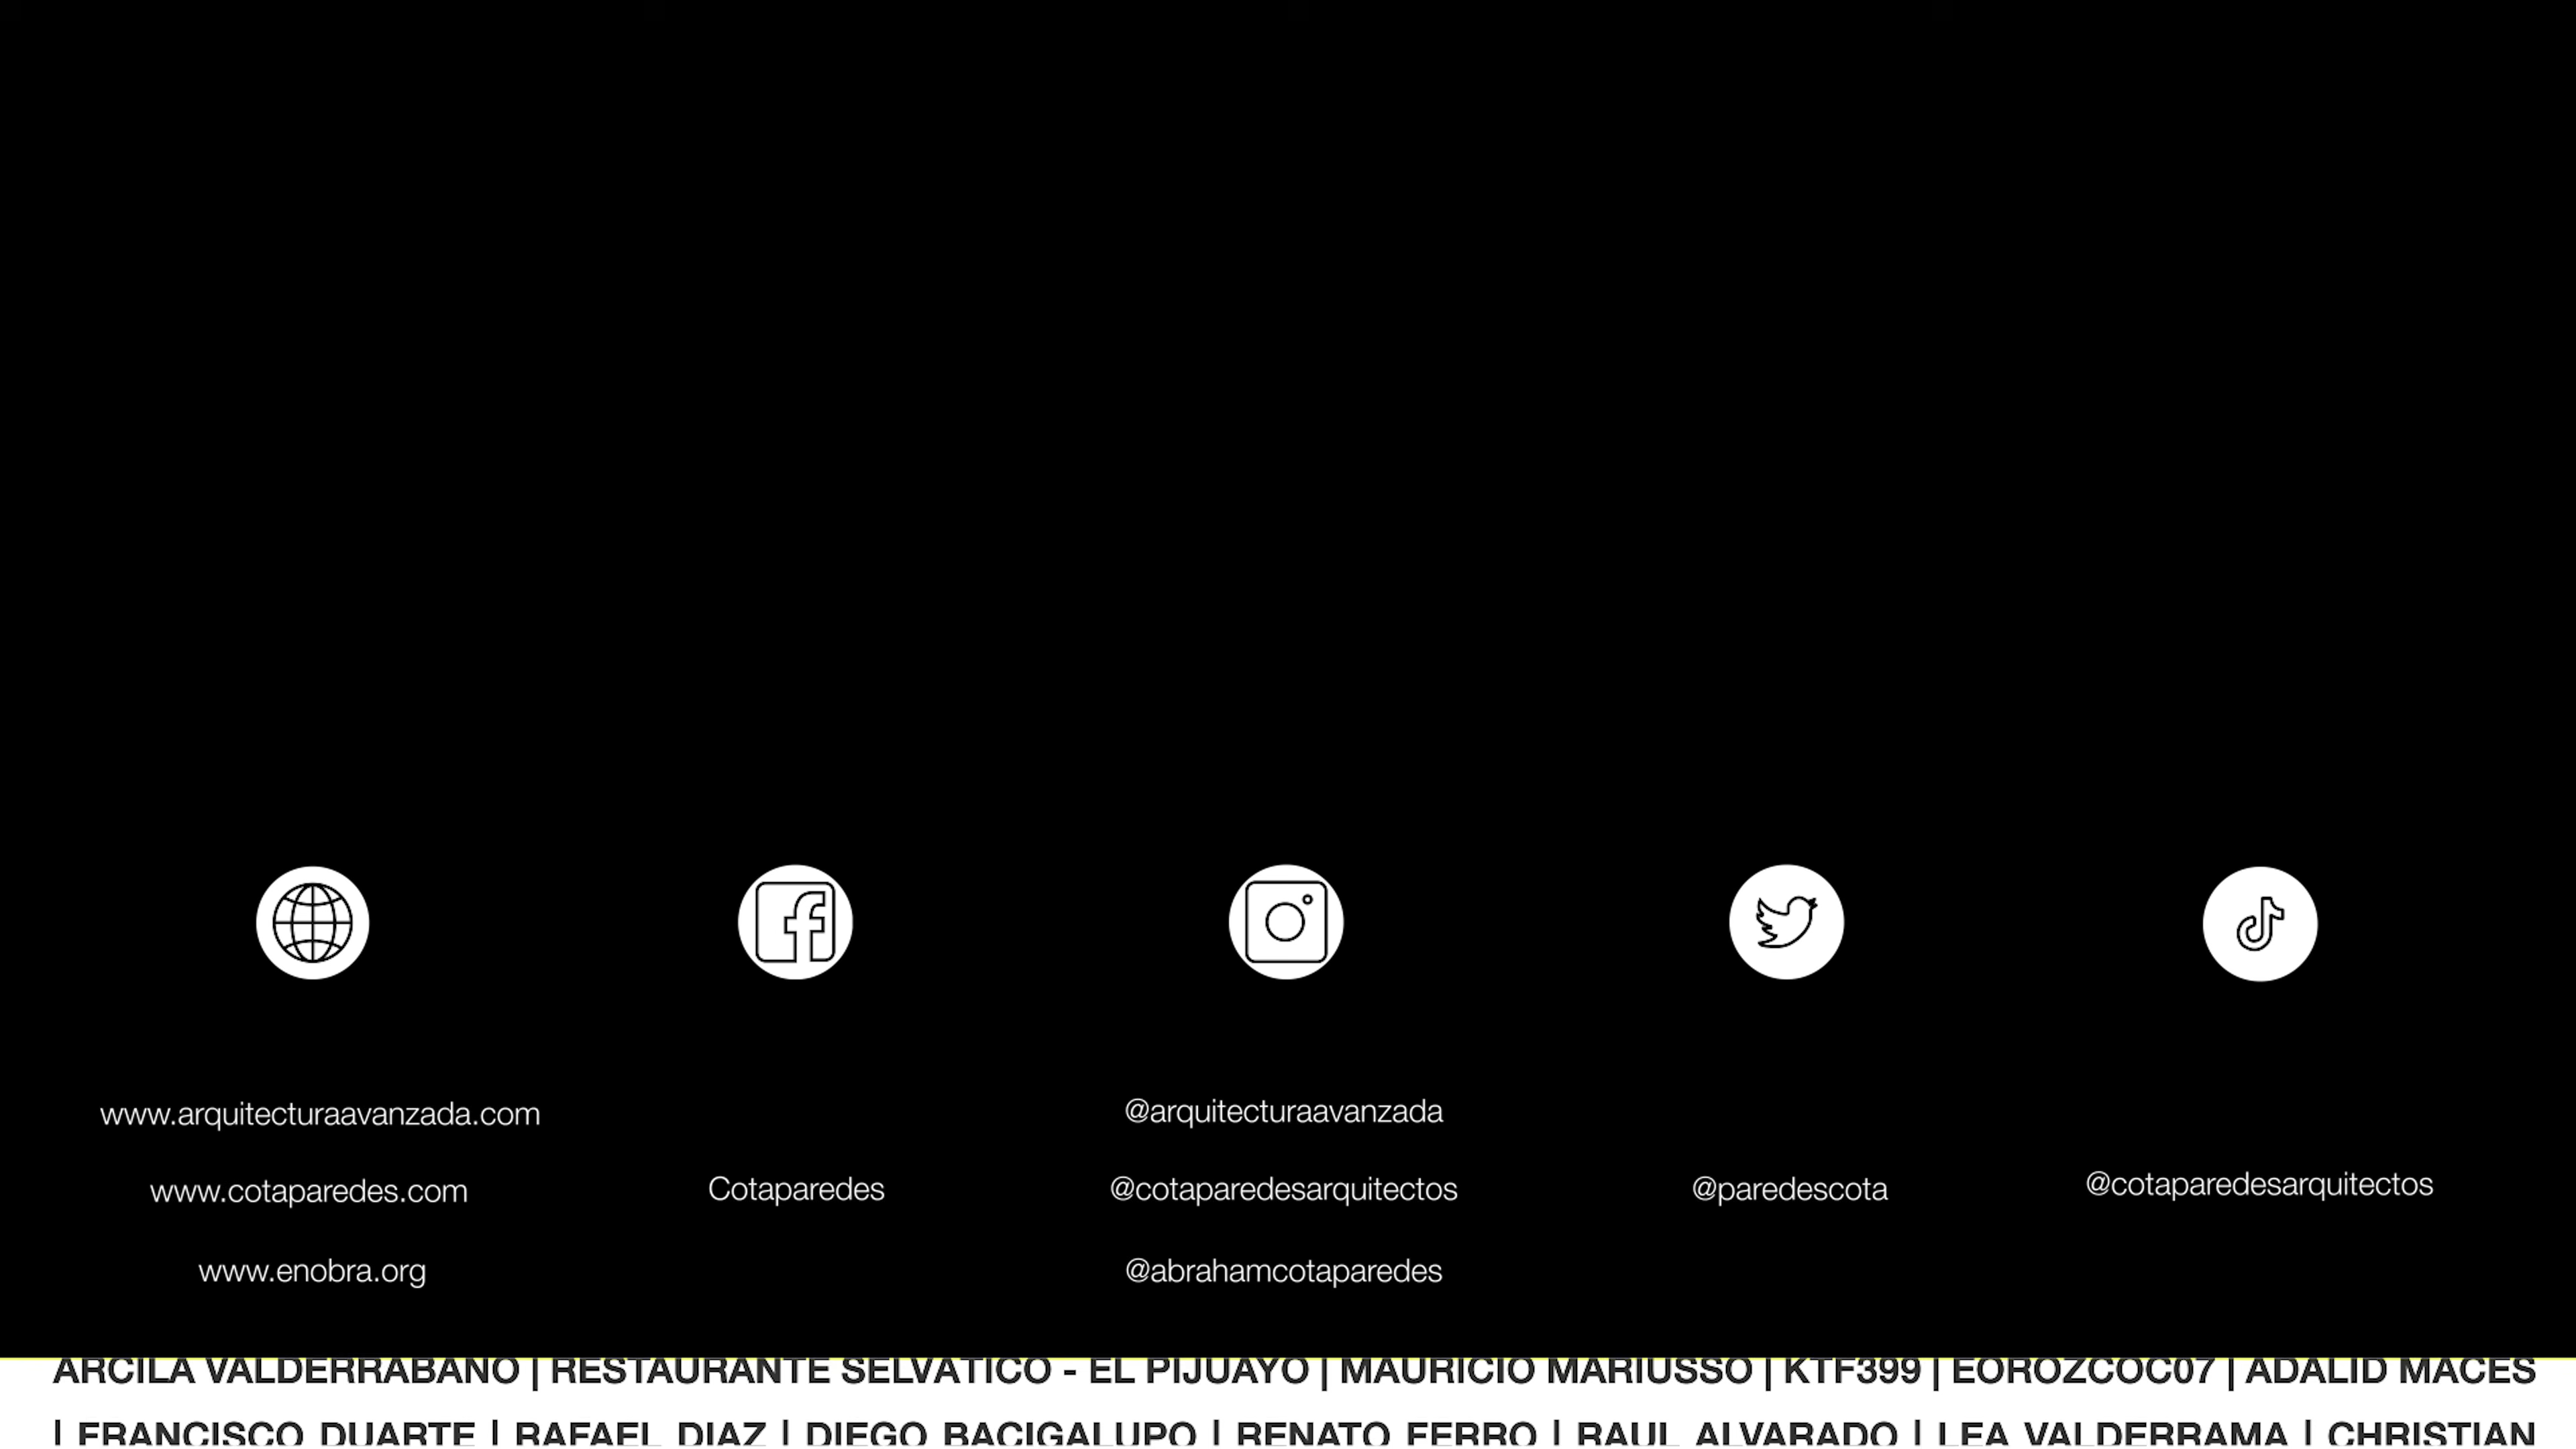 www.arquitecturaavanzada.com
www.cotaparedes.com
www.enobra.org
Cotaparedes
@arquitecturaavanzada
@cotaparedesarquitectos
@abrahamcotaparedes
@paredescota
@cotaparedesarquitectos
ARCILA VALDERRABANO | RESTAURANTE SELVATICO - EL PIJUAYO | MAURICIO MARIUSSO | KTF399 | EOROZCOC07 | ADALID MACES
| FRANCISCO DUARTE | RAFAEL DIAZ | DIEGO BACIGALUPO | RENATO FERRO | RAUL ALVARADO | LEA VALDERRAMA | CHRISTIAN